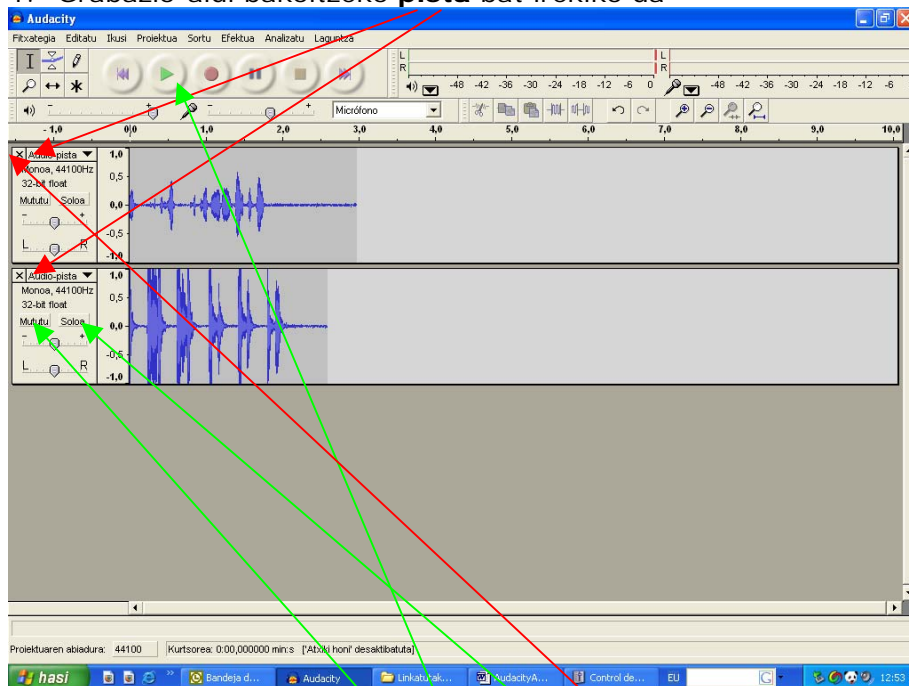 Grabazio aldi bakoitzeko pista bat irekiko da
Audacity
Fitxategia Editatu Ikusi Proiektua Sortu Efektua Analizatu Laguntza
L
R
-48 -42 -36 -30 -24 -18 -12 -6 0
L
R
-48 -42 -36 -30 -24 -18 -12 -6
Micrófono
- 1,0 0,0 1,0 2,0 3,0 4,0 5,0 6,0 7,0 8,0 9,0 10,0
Audio-pista
Monoa, 44100Hz
32-bit float
Mututu Soloa
- +
L R
1,0
0,5
0,0
-0,5
-1,0
Audio-pista
Monoa, 44100Hz
32-bit float
Mututu Soloa
- +
L R
1,0
0,5
0,0
-0,5
-1,0
Proiektuaren abiadura: 44100 Kurtsorea: 0:00,000000 min:s ['Atxiki honi' desaktibatuta]
hasi Bandeja d... Audacity Linkaturak... AudacityA... Control de... EU 12:53